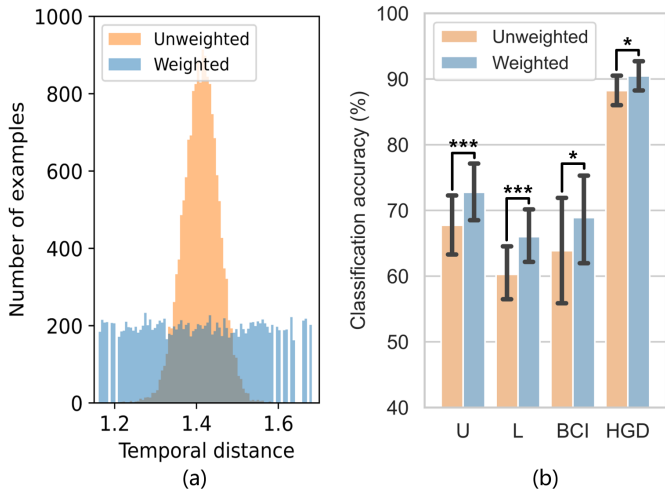 1000
800
600
400
200
0
Number of examples
Unweighted
Weighted
1.2 1.4 1.6
Temporal distance
(a)
100
90
80
70
60
50
40
Classification accuracy (%)
Unweighted
Weighted
***
***
*
*
U L BCI HGD
(b)